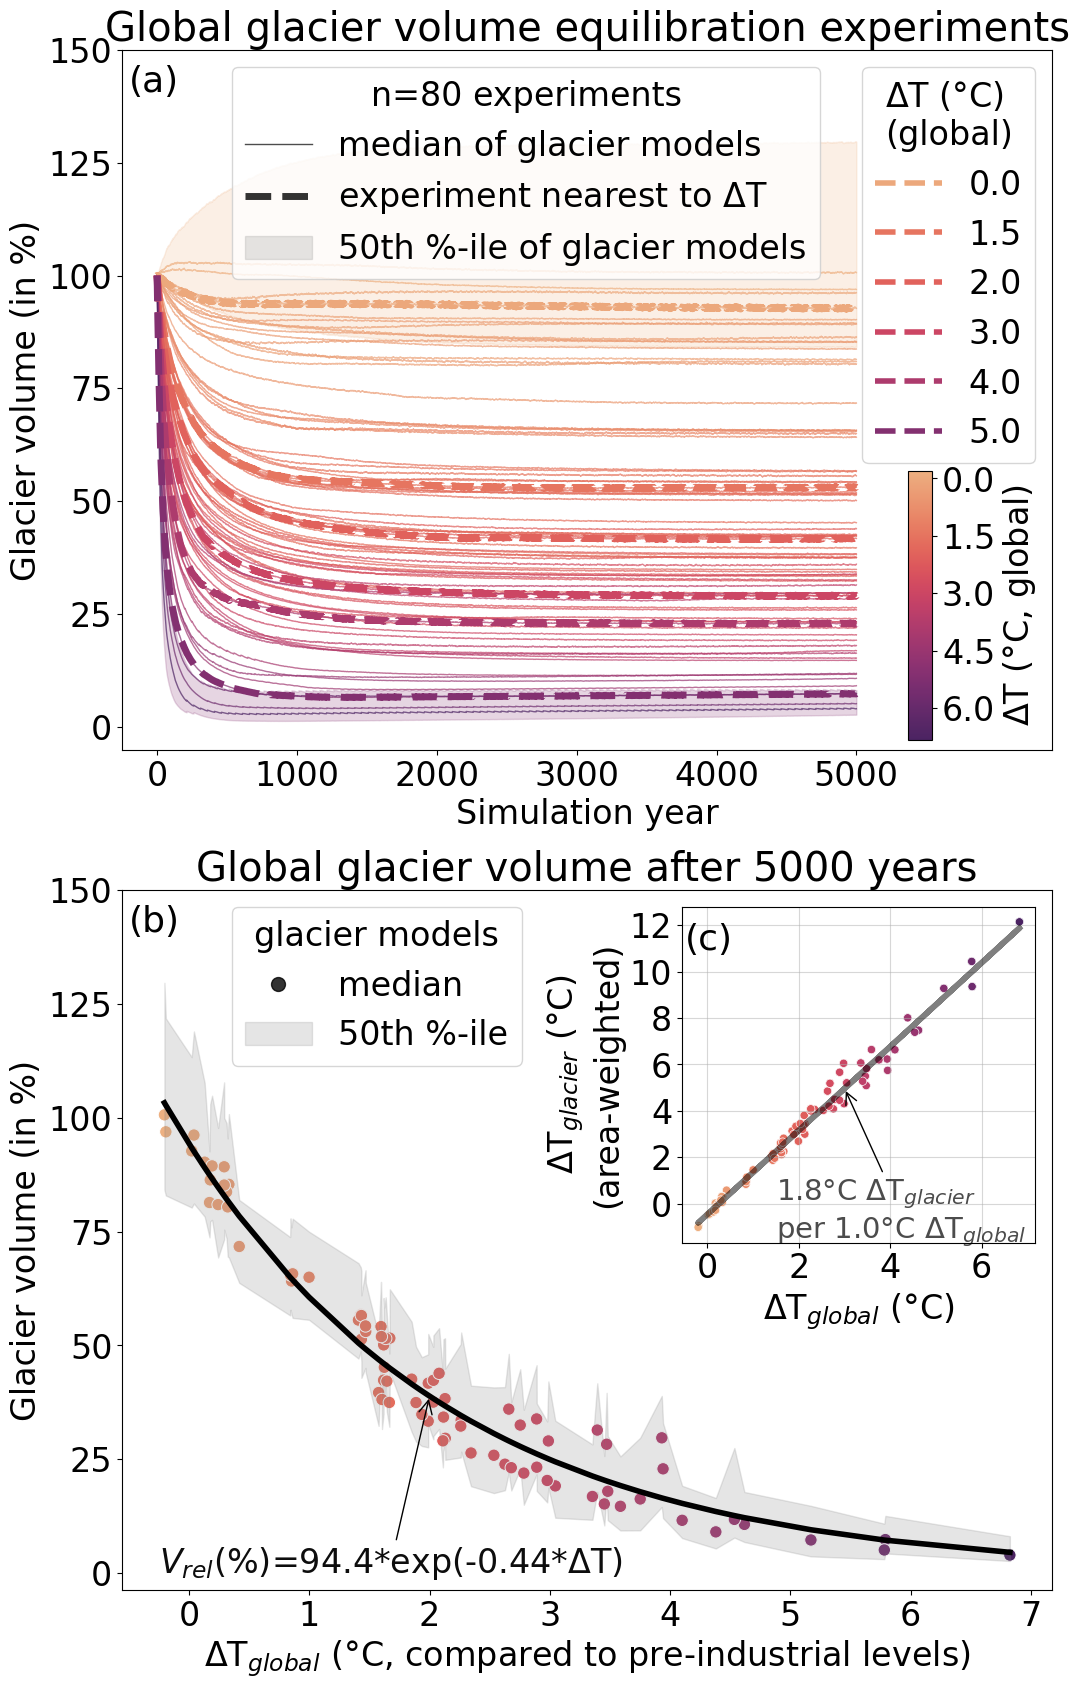 Global glacier volume equilibration experiments
(a)
n=80 experiments
median of glacier models
experiment nearest to ΔT
50th %-ile of glacier models
ΔT (°C)
(global)
0.0
1.5
2.0
3.0
4.0
5.0
0.0
1.5
3.0
4.5
6.0
ΔT (°C, global)
150
125
100
75
50
25
0
Glacier volume (in %)
0 1000 2000 3000 4000 5000
Simulation year
Global glacier volume after 5000 years
(b)
glacier models
median
50th %-ile
150
125
100
75
50
25
0
Glacier volume (in %)
V_rel(%)=94.4*exp(-0.44*ΔT)
0 1 2 3 4 5 6 7
ΔT_global (°C, compared to pre-industrial levels)
(c)
12
10
8
6
4
2
0
ΔT_glacier (°C)
(area-weighted)
1.8°C ΔT_glacier
per 1.0°C ΔT_global
0 2 4 6
ΔT_global (°C)